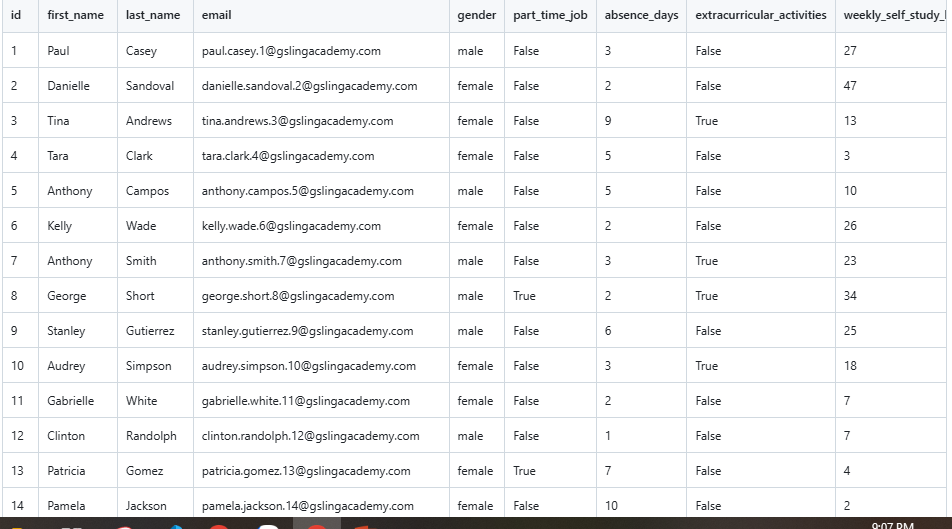 id first_name last_name email gender part_time_job absence_days extracurricular_activities weekly_self_study_
1 Paul Casey paul.casey.1@gslingacademy.com male False 3 False 27
2 Danielle Sandoval danielle.sandoval.2@gslingacademy.com female False 2 False 47
3 Tina Andrews tina.andrews.3@gslingacademy.com female False 9 True 13
4 Tara Clark tara.clark.4@gslingacademy.com female False 5 False 3
5 Anthony Campos anthony.campos.5@gslingacademy.com male False 5 False 10
6 Kelly Wade kelly.wade.6@gslingacademy.com female False 2 False 26
7 Anthony Smith anthony.smith.7@gslingacademy.com male False 3 True 23
8 George Short george.short.8@gslingacademy.com male True 2 True 34
9 Stanley Gutierrez stanley.gutierrez.9@gslingacademy.com male False 6 False 25
10 Audrey Simpson audrey.simpson.10@gslingacademy.com female False 3 True 18
11 Gabrielle White gabrielle.white.11@gslingacademy.com female False 2 False 7
12 Clinton Randolph clinton.randolph.12@gslingacademy.com male False 1 False 7
13 Patricia Gomez patricia.gomez.13@gslingacademy.com female True 7 False 4
14 Pamela Jackson pamela.jackson.14@gslingacademy.com female False 10 False 2
9:07 PM